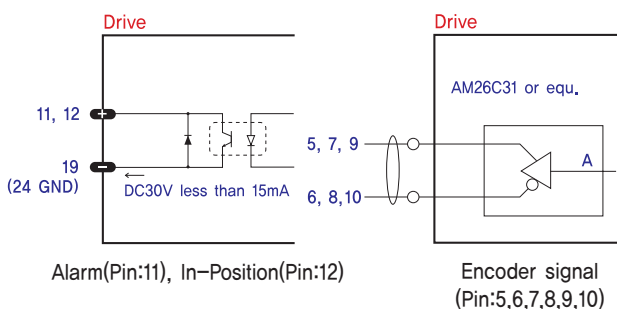 Drive
11, 12
+
19
(24 GND)
-
DC30V less than 15mA
Alarm(Pin:11), In-Position(Pin:12)
Drive
AM26C31 or equ.
5, 7, 9
A
6, 8,10
Encoder signal
(Pin:5,6,7,8,9,10)